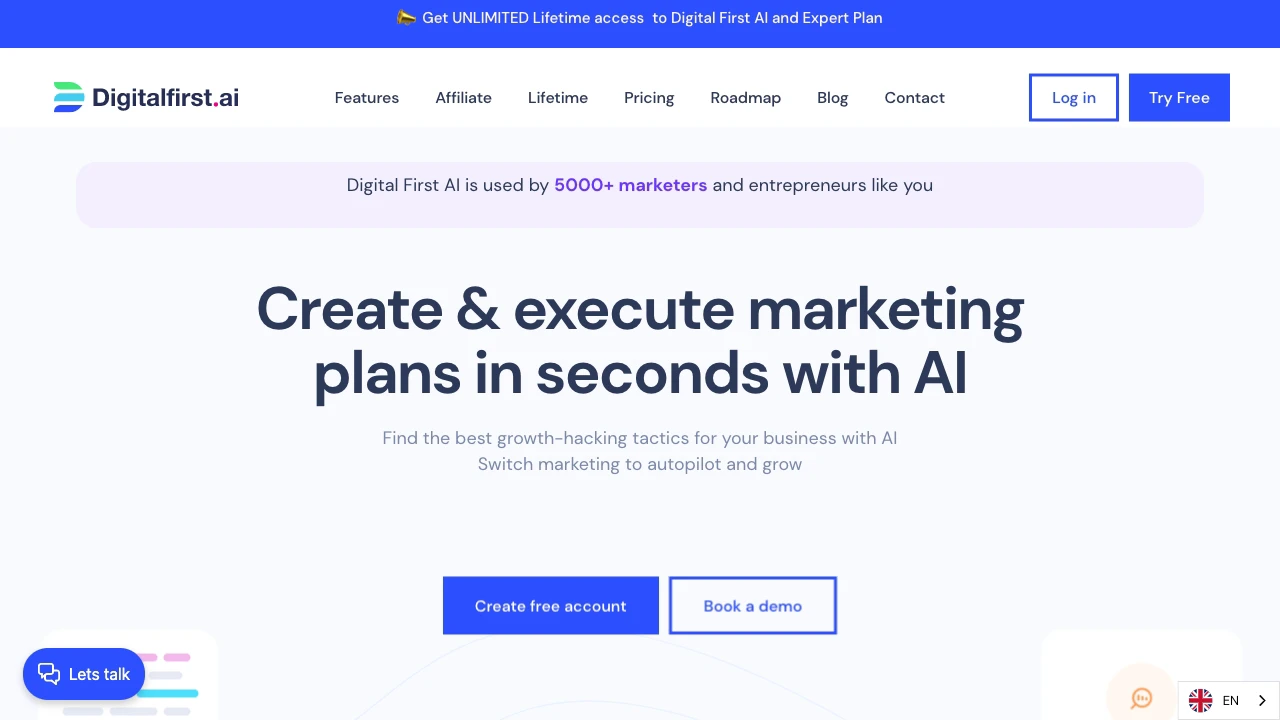 Get UNLIMITED Lifetime access to Digital First AI and Expert Plan
Digitalfirst.ai
Features
Affiliate
Lifetime
Pricing
Roadmap
Blog
Contact
Log in
Try Free
Digital First AI is used by 5000+ marketers and entrepreneurs like you
Create & execute marketing
plans in seconds with AI
Find the best growth-hacking tactics for your business with AI
Switch marketing to autopilot and grow
Create free account
Book a demo
Lets talk
EN